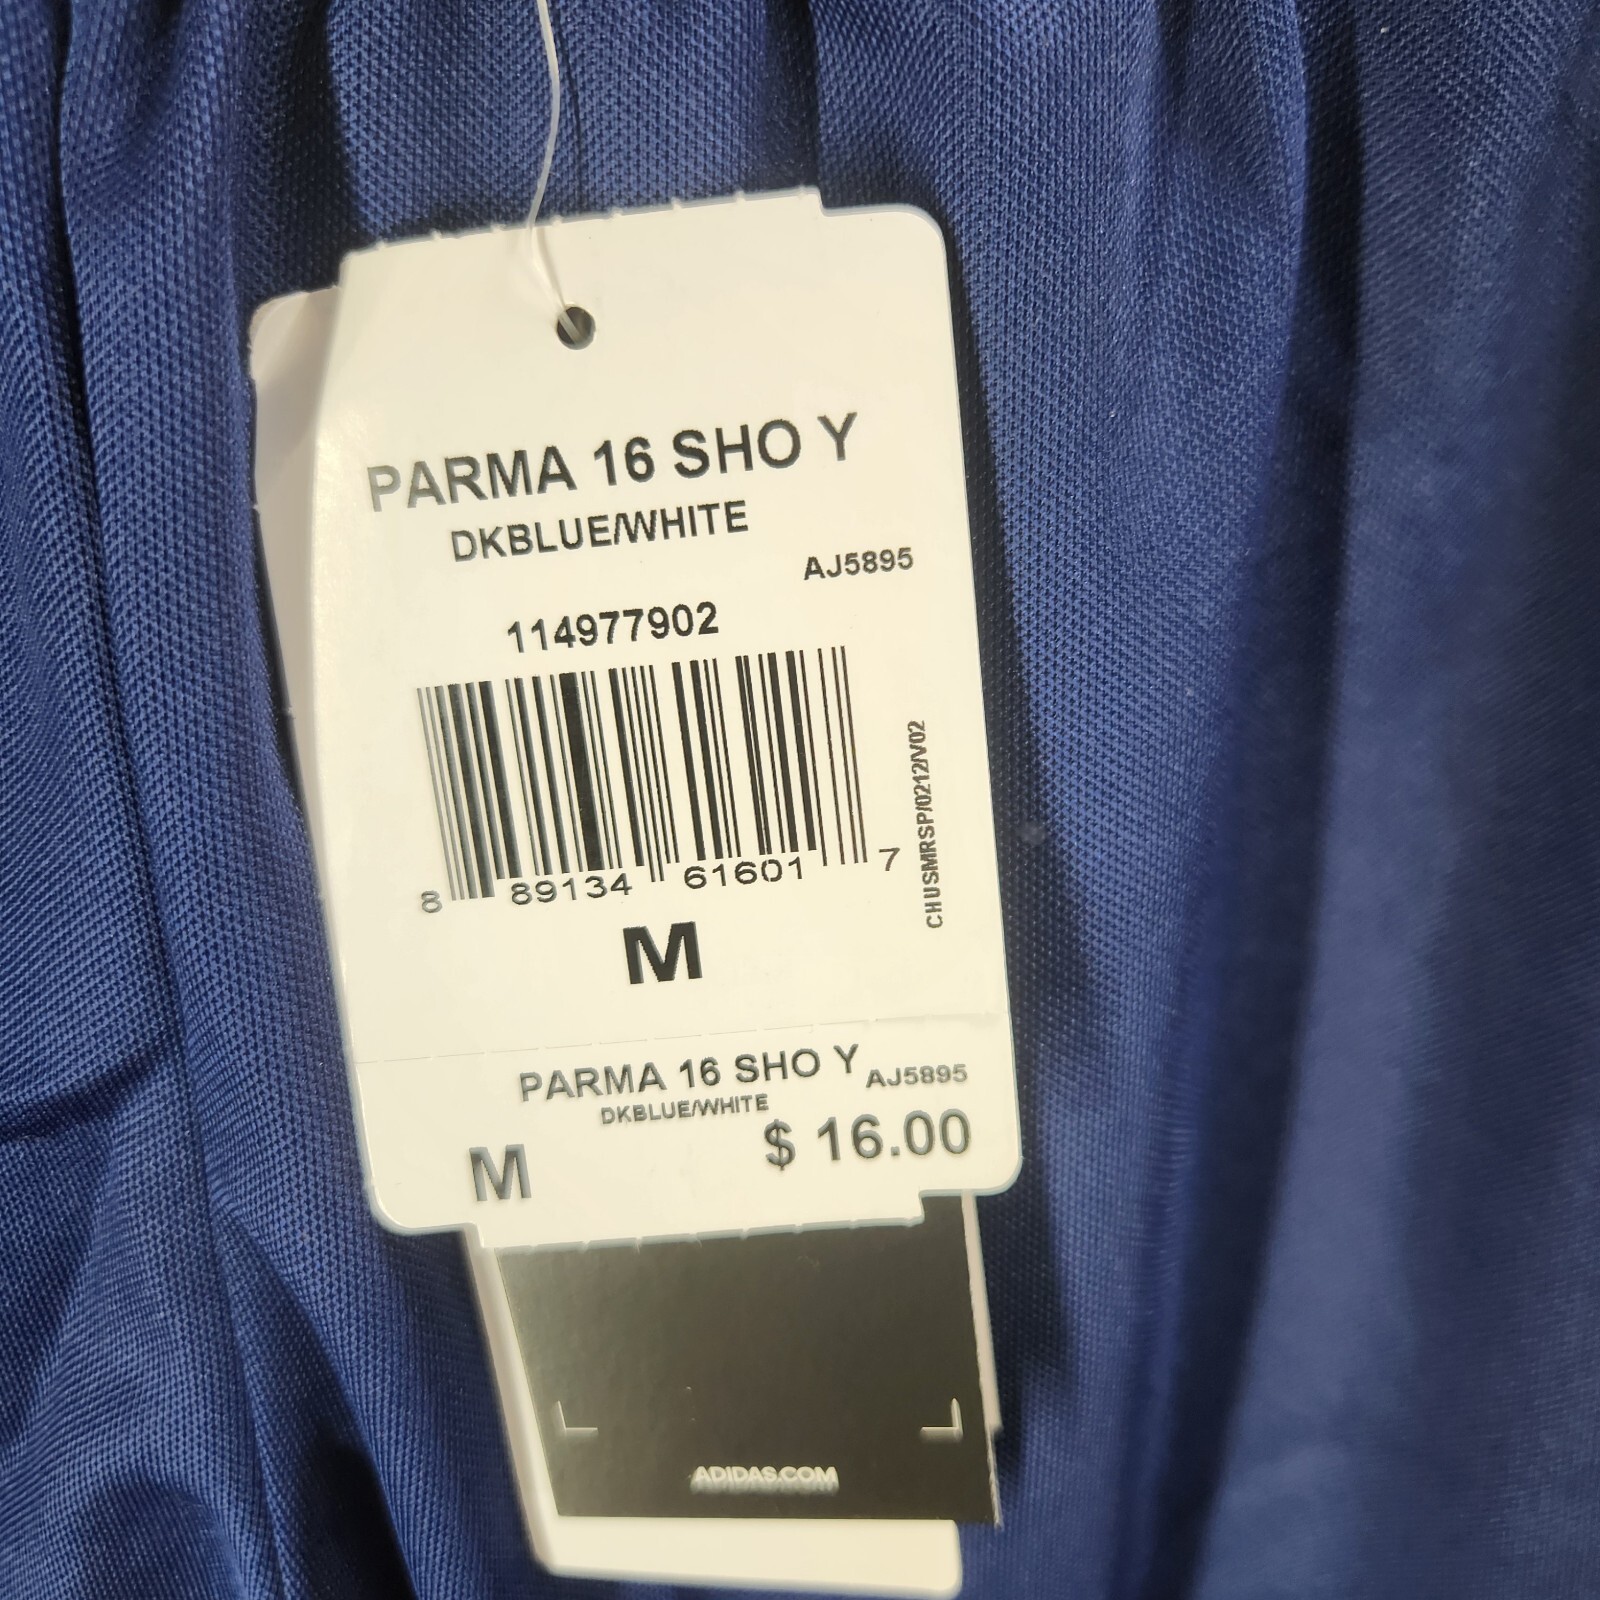 PARMA 16 SHO Y
DKBLUE/WHITE
AJ5895
114977902
8 89134 61601 7
CHUSMRSP/0212/V02
M
PARMA 16 SHO Y AJ5895
DKBLUE/WHITE
M $ 16.00
ADIDAS.COM